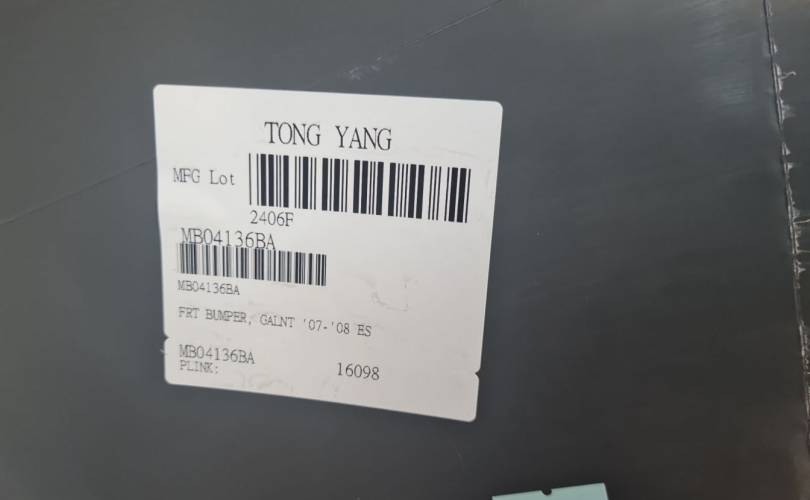 TONG YANG
MFG Lot
2406F
MB04136BA
MB04136BA
FRT BUMPER, GALNT '07-'08 ES
MB04136BA
PLINK: 16098